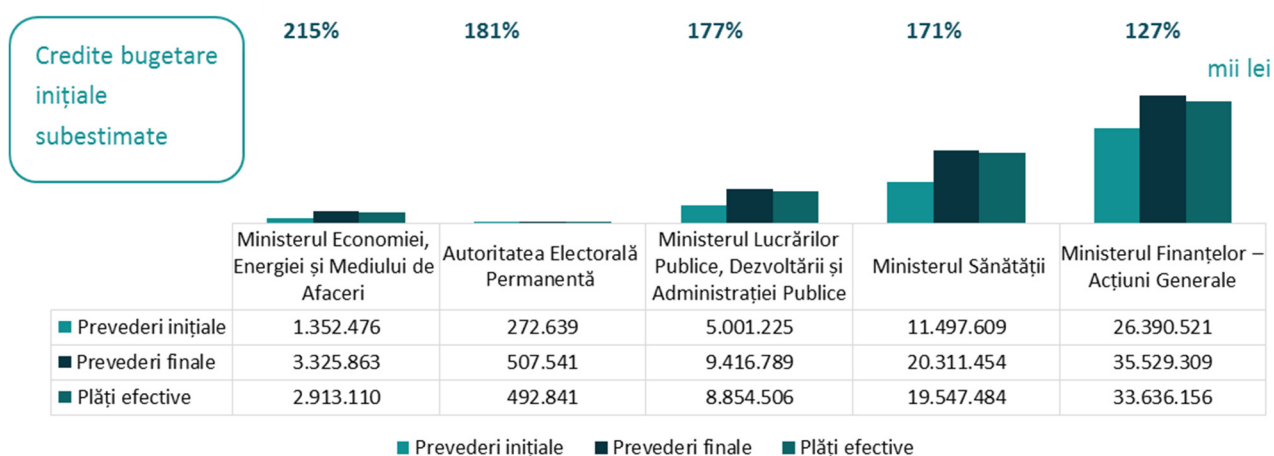 Credite bugetare
inițiale
subestimate
215% 181% 177% 171% 127%
mii lei
Ministerul Economiei,
Energiei și Mediului de
Afaceri
Autoritatea Electorală
Permanentă
Ministerul Lucrărilor
Publice, Dezvoltării și
Administrației Publice
Ministerul Sănătății
Ministerul Finanțelor –
Acțiuni Generale
Prevederi inițiale 1.352.476 272.639 5.001.225 11.497.609 26.390.521
Prevederi finale 3.325.863 507.541 9.416.789 20.311.454 35.529.309
Plăți efective 2.913.110 492.841 8.854.506 19.547.484 33.636.156
Prevederi inițiale Prevederi finale Plăți efective